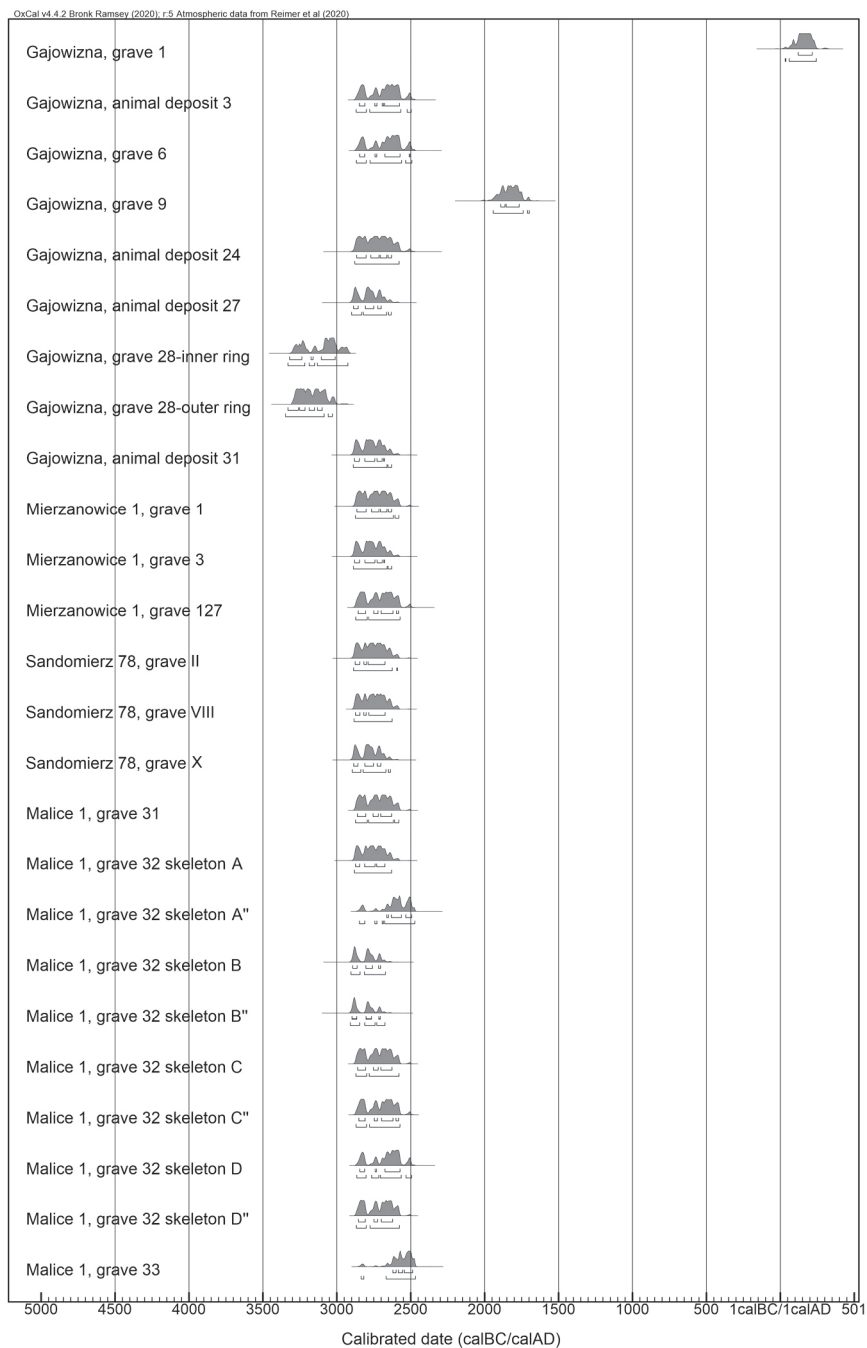 OxCal v4.4.2 Bronk Ramsey (2020); r:5 Atmospheric data from Reimer et al (2020)
Gajowizna, grave 1
Gajowizna, animal deposit 3
Gajowizna, grave 6
Gajowizna, grave 9
Gajowizna, animal deposit 24
Gajowizna, animal deposit 27
Gajowizna, grave 28-inner ring
Gajowizna, grave 28-outer ring
Gajowizna, animal deposit 31
Mierzanowice 1, grave 1
Mierzanowice 1, grave 3
Mierzanowice 1, grave 127
Sandomierz 78, grave II
Sandomierz 78, grave VIII
Sandomierz 78, grave X
Malice 1, grave 31
Malice 1, grave 32 skeleton A
Malice 1, grave 32 skeleton A"
Malice 1, grave 32 skeleton B
Malice 1, grave 32 skeleton B"
Malice 1, grave 32 skeleton C
Malice 1, grave 32 skeleton C"
Malice 1, grave 32 skeleton D
Malice 1, grave 32 skeleton D"
Malice 1, grave 33
5000 4500 4000 3500 3000 2500 2000 1500 1000 500 1calBC/1calAD 501
Calibrated date (calBC/calAD)